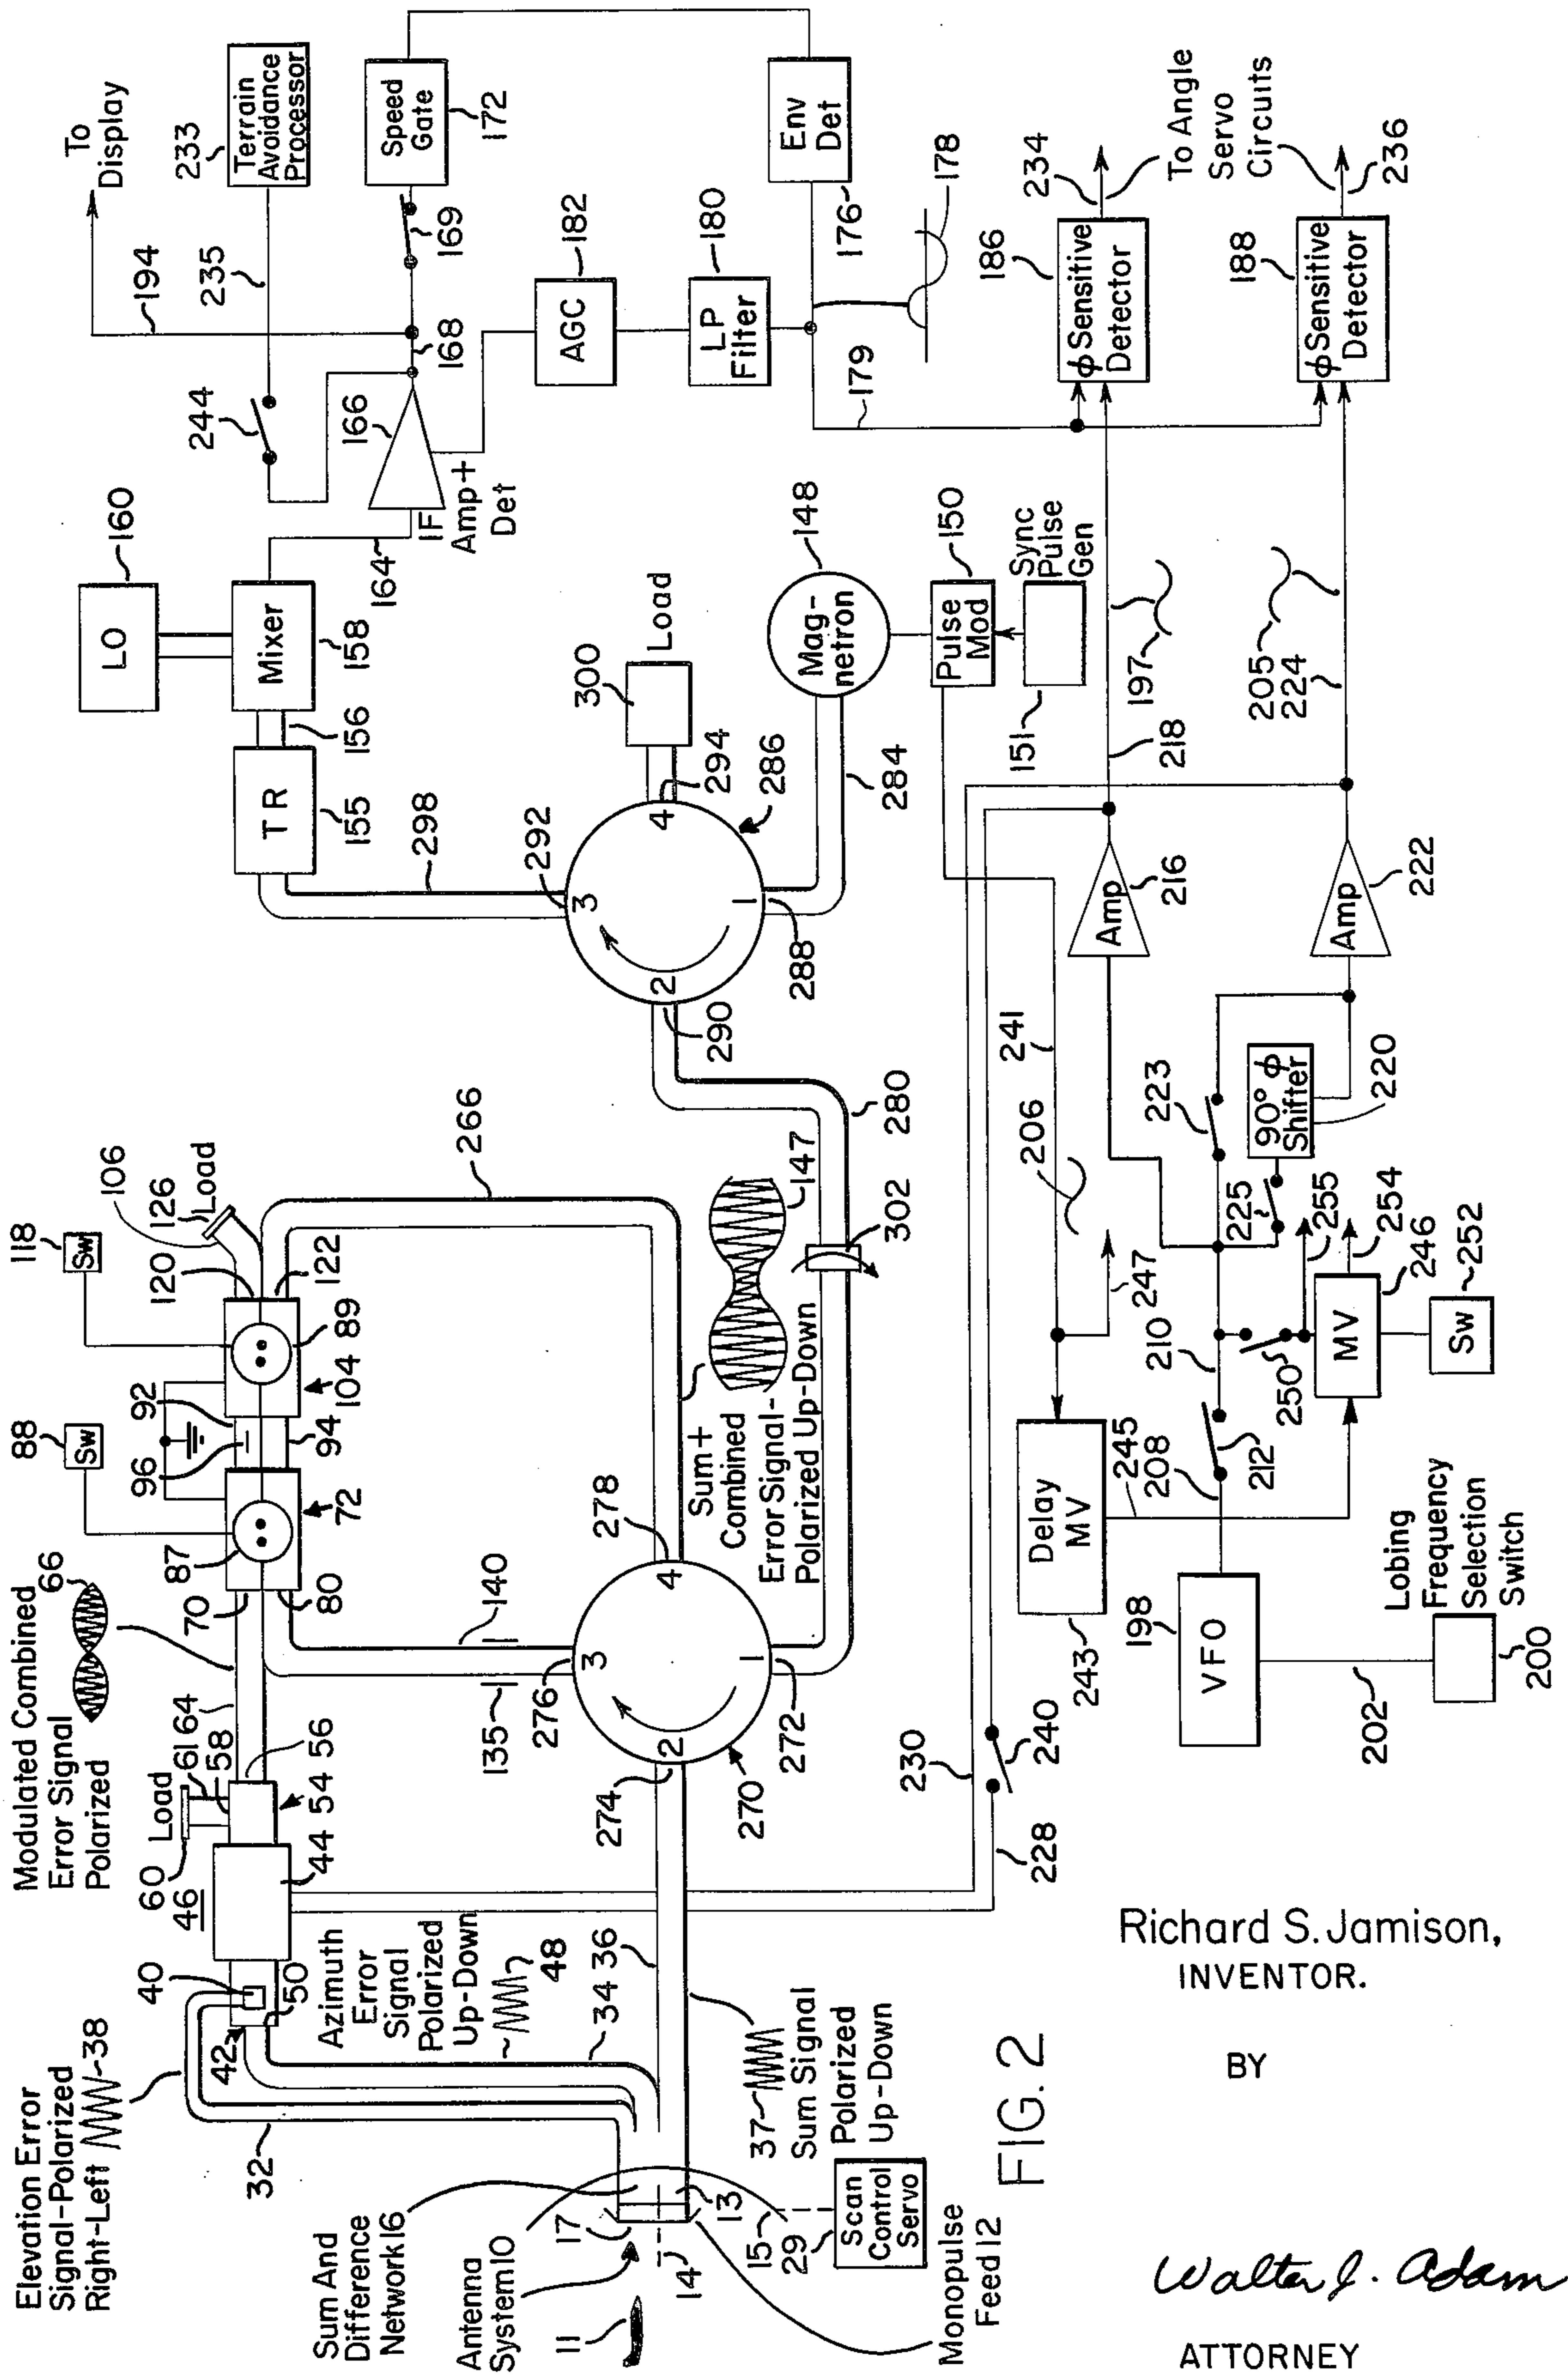 Elevation Error
Signal-Polarized
Right-Left
38
32
42
40
50
46
44
60
Load
61
58
54
56
64
Modulated Combined
Error Signal
Polarized
66
70
80
87
72
88
Sw
96
92
94
104
89
118
Sw
120
122
106
126
Load
266
Azimuth
Error
Signal
Polarized
Up-Down
48
34
36
37
Sum Signal
Polarized
Up-Down
Sum And
Difference
Network 16
Antenna
System 10
11
17
14
13
15
29
Scan
Control
Servo
Monopulse
Feed 12
FIG. 2
135
140
276
3
274
2
270
272
1
278
4
Sum +
Combined
Error Signal-
Polarized Up-Down
147
302
280
290
2
288
1
292
3
294
4
286
284
300
Load
298
155
TR
156
158
Mixer
160
LO
164
IF
Amp +
Det
166
168
244
235
194
233
Terrain
Avoidance
Processor
To
Display
169
Speed
Gate
172
182
AGC
180
LP
Filter
176
Env
Det
178
179
Mag-
netron
148
150
Pulse
Mod
151
Sync
Pulse
Gen
186
ϕ Sensitive
Detector
234
188
ϕ Sensitive
Detector
236
To Angle
Servo
Circuits
197
218
205
224
216
Amp
222
Amp
241
206
247
223
90° ϕ
Shifter
220
225
255
254
246
MV
252
Sw
250
210
212
208
245
243
Delay
MV
198
VFO
202
200
Lobing
Frequency
Selection
Switch
230
240
228
Richard S. Jamison,
INVENTOR.
BY
Walter J. Adam
ATTORNEY